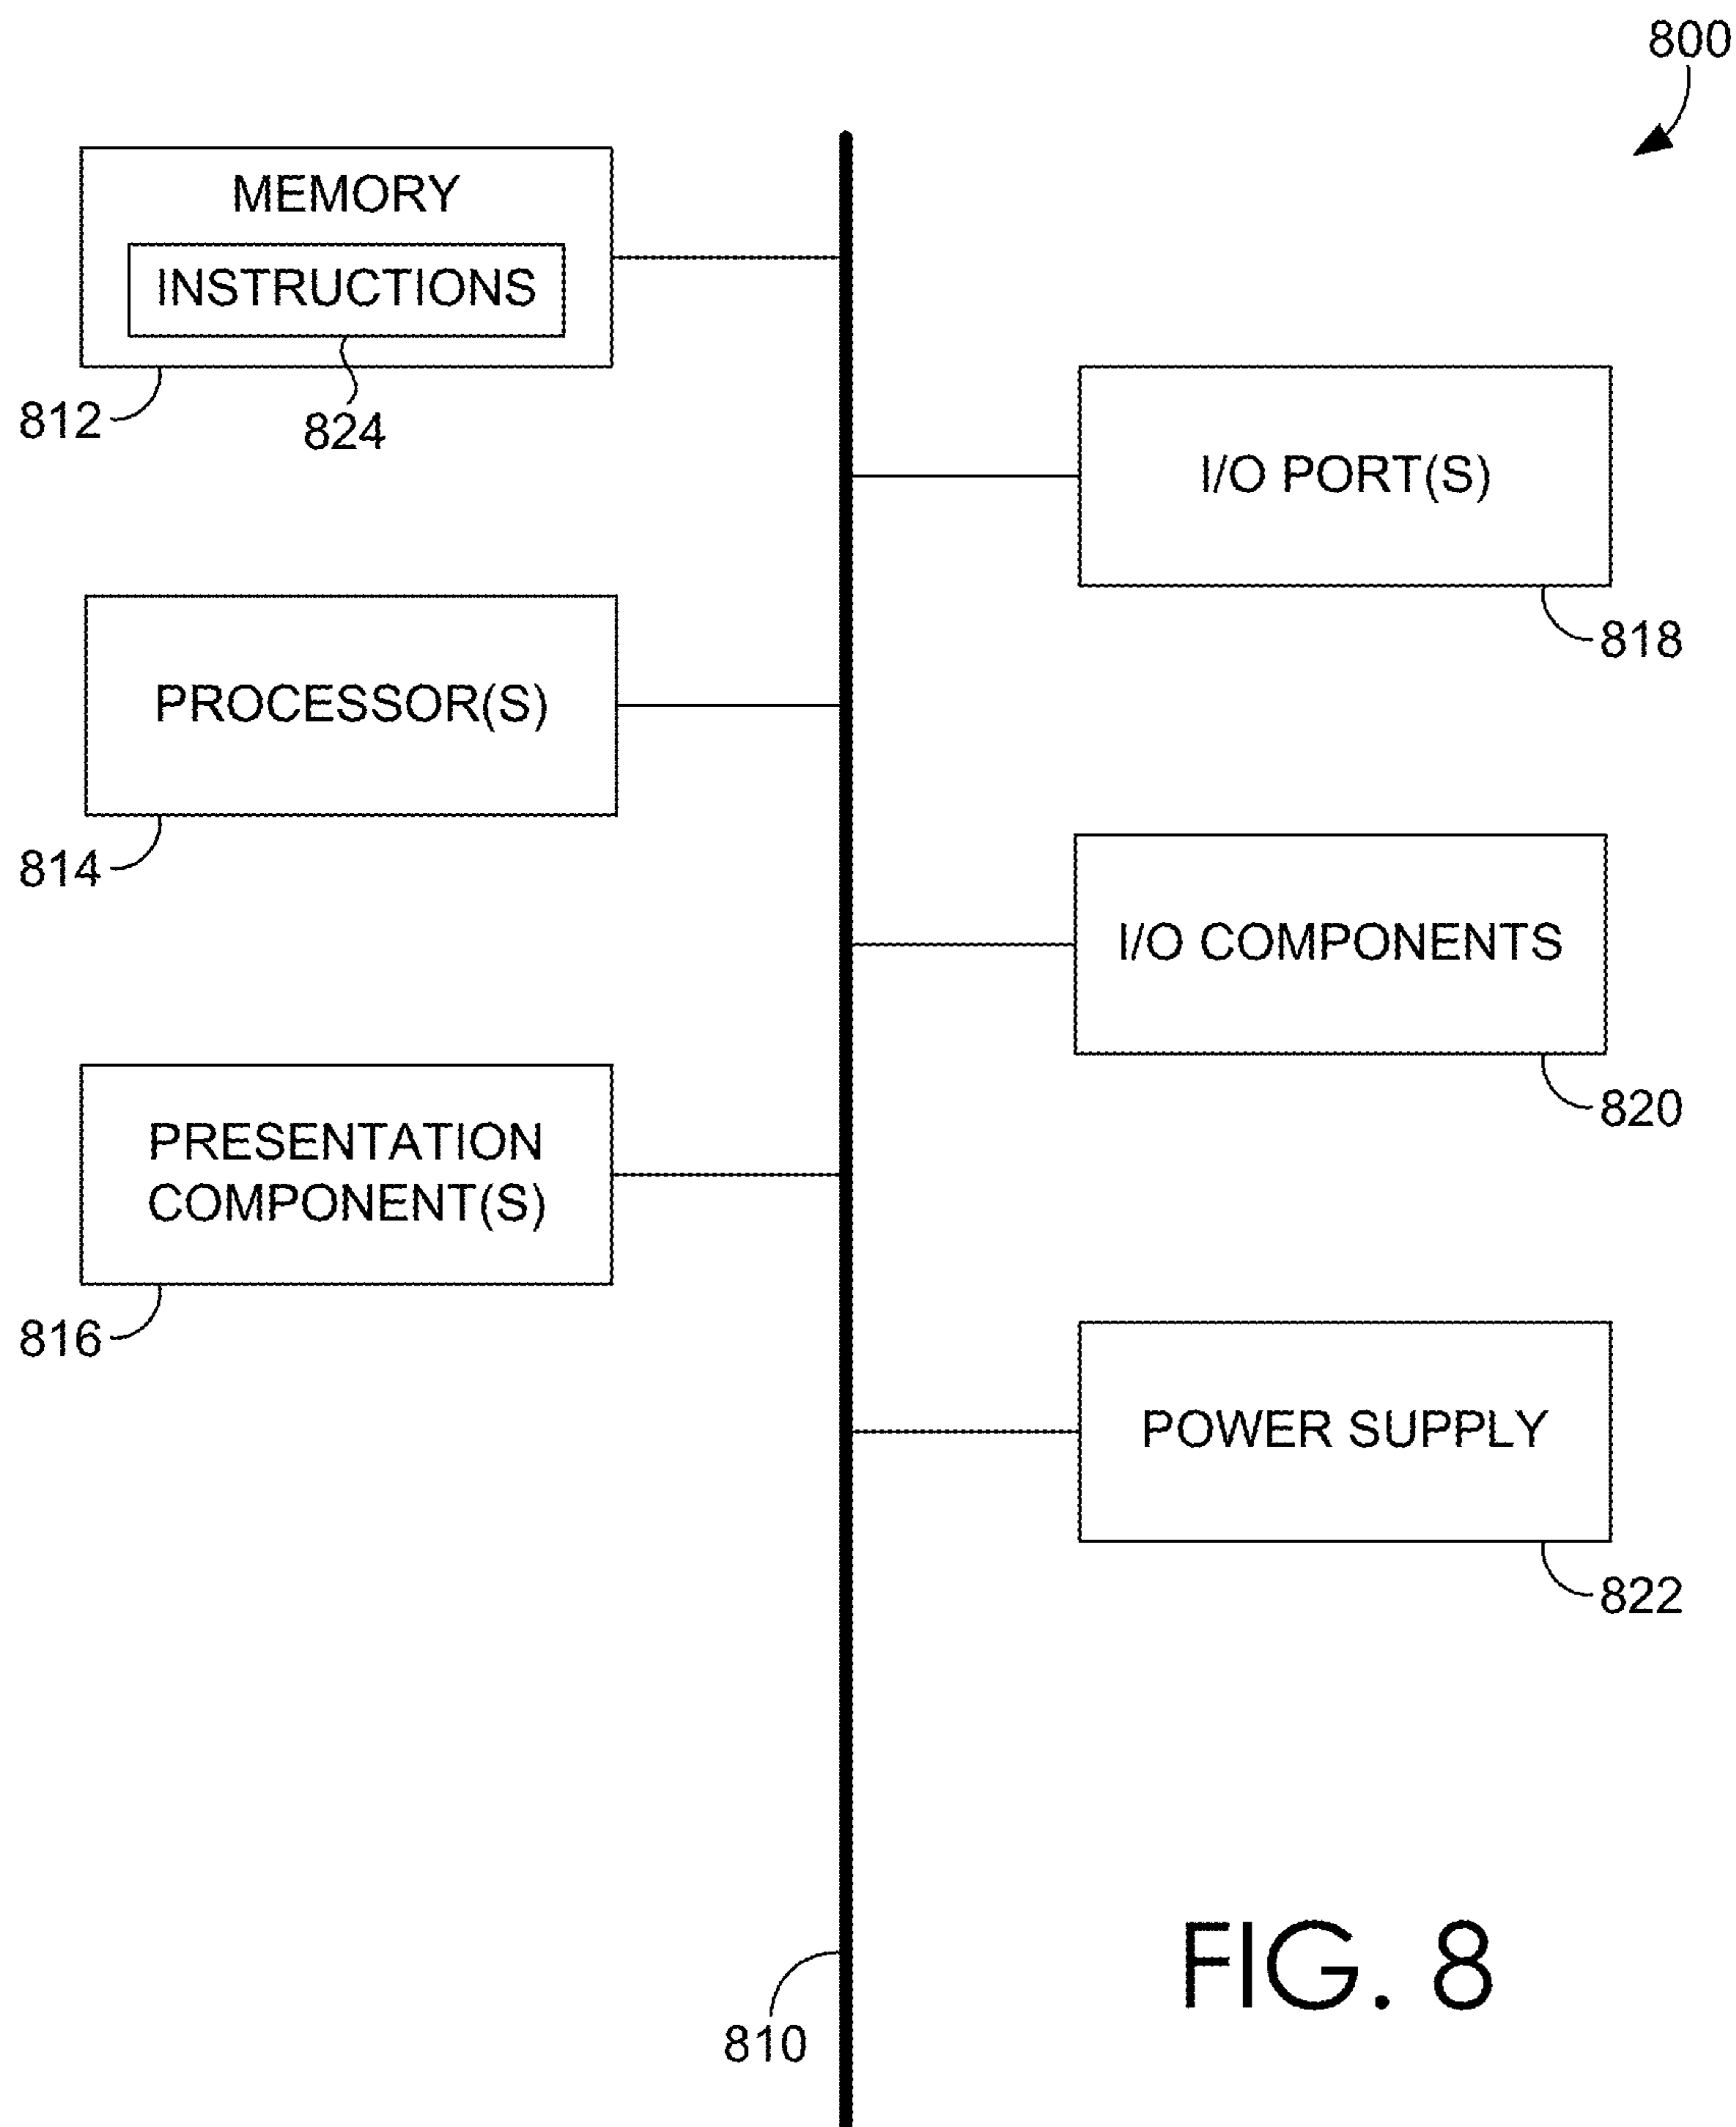 800
MEMORY
INSTRUCTIONS
812
824
I/O PORT(S)
818
PROCESSOR(S)
814
I/O COMPONENTS
820
PRESENTATION
COMPONENT(S)
816
POWER SUPPLY
822
810
FIG. 8